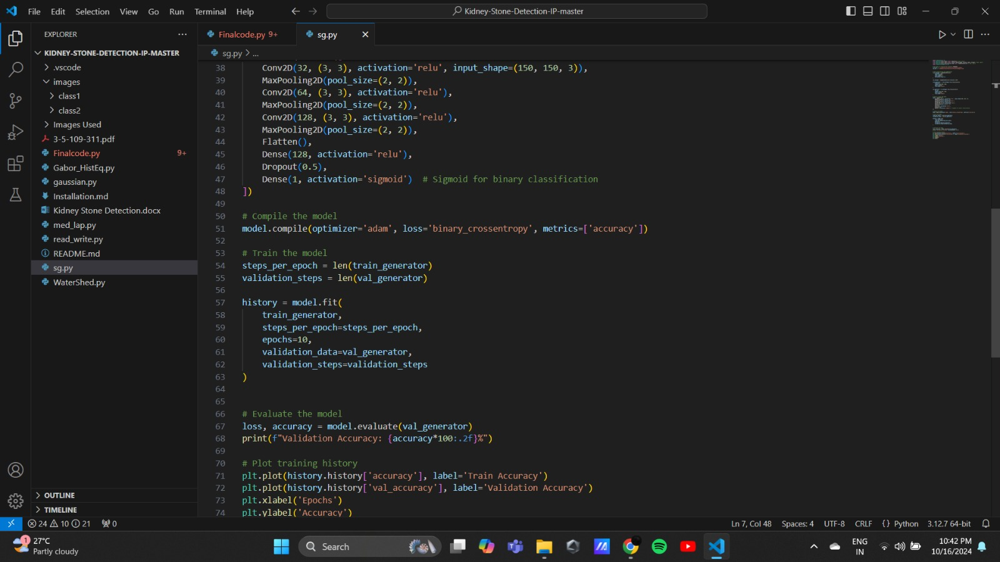 File Edit Selection View Go Run Terminal Help
Kidney-Stone-Detection-IP-master
EXPLORER
KIDNEY-STONE-DETECTION-IP-MASTER
.vscode
images
class1
class2
Images Used
3-5-109-311.pdf
Finalcode.py 9+
Gabor_HistEq.py
gaussian.py
Installation.md
Kidney Stone Detection.docx
med_lap.py
read_write.py
README.md
sg.py
WaterShed.py
OUTLINE
TIMELINE
Finalcode.py 9+ sg.py
sg.py > ...
38 Conv2D(32, (3, 3), activation='relu', input_shape=(150, 150, 3)),
39 MaxPooling2D(pool_size=(2, 2)),
40 Conv2D(64, (3, 3), activation='relu'),
41 MaxPooling2D(pool_size=(2, 2)),
42 Conv2D(128, (3, 3), activation='relu'),
43 MaxPooling2D(pool_size=(2, 2)),
44 Flatten(),
45 Dense(128, activation='relu'),
46 Dropout(0.5),
47 Dense(1, activation='sigmoid')  # Sigmoid for binary classification
48 ])
49
50 # Compile the model
51 model.compile(optimizer='adam', loss='binary_crossentropy', metrics=['accuracy'])
52
53 # Train the model
54 steps_per_epoch = len(train_generator)
55 validation_steps = len(val_generator)
56
57 history = model.fit(
58 train_generator,
59 steps_per_epoch=steps_per_epoch,
60 epochs=10,
61 validation_data=val_generator,
62 validation_steps=validation_steps
63 )
64
65
66 # Evaluate the model
67 loss, accuracy = model.evaluate(val_generator)
68 print(f"Validation Accuracy: {accuracy*100:.2f}%")
69
70 # Plot training history
71 plt.plot(history.history['accuracy'], label='Train Accuracy')
72 plt.plot(history.history['val_accuracy'], label='Validation Accuracy')
73 plt.xlabel('Epochs')
74 plt.ylabel('Accuracy')
24 10 21 0 Ln 7, Col 48 Spaces: 4 UTF-8 CRLF {} Python 3.12.7 64-bit
1 27°C
Partly cloudy
Search
ENG
IN
10:42 PM
10/16/2024